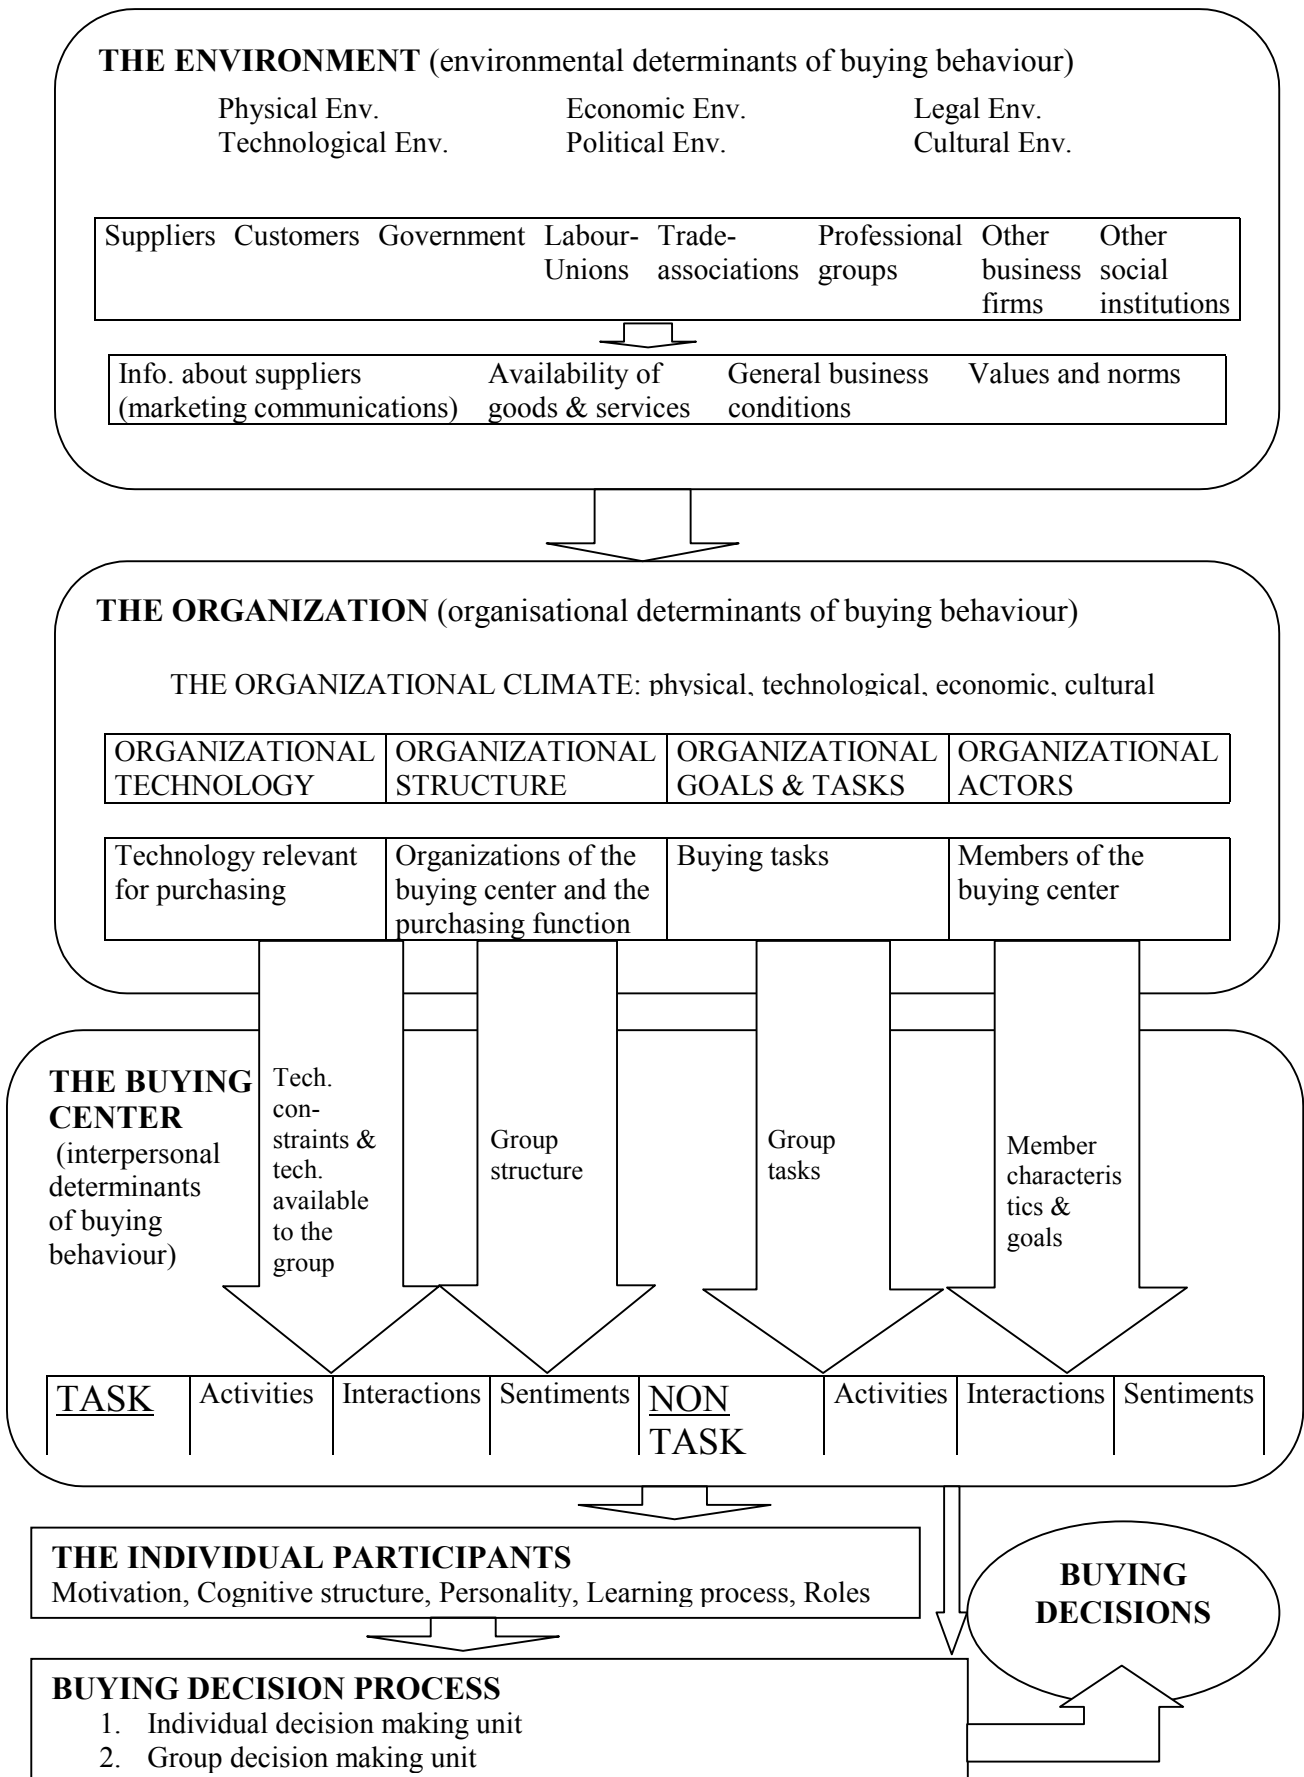 THE ENVIRONMENT (environmental determinants of buying behaviour)
Physical Env. Economic Env. Legal Env.
Technological Env. Political Env. Cultural Env.
Suppliers Customers Government Labour- Trade- Professional Other Other
Unions associations groups business social
firms institutions
Info. about suppliers Availability of General business Values and norms
(marketing communications) goods & services conditions
THE ORGANIZATION (organisational determinants of buying behaviour)
THE ORGANIZATIONAL CLIMATE: physical, technological, economic, cultural
ORGANIZATIONAL ORGANIZATIONAL ORGANIZATIONAL ORGANIZATIONAL
TECHNOLOGY STRUCTURE GOALS & TASKS ACTORS
Technology relevant Organizations of the Buying tasks Members of the
for purchasing buying center and the buying center
purchasing function
THE BUYING
CENTER
(interpersonal
determinants
of buying
behaviour)
Tech.
con-
straints &
tech.
available
to the
group
Group
structure
Group
tasks
Member
characteris
tics &
goals
TASK Activities Interactions Sentiments NON Activities Interactions Sentiments
TASK
THE INDIVIDUAL PARTICIPANTS
Motivation, Cognitive structure, Personality, Learning process, Roles
BUYING
DECISIONS
BUYING DECISION PROCESS
1. Individual decision making unit
2. Group decision making unit